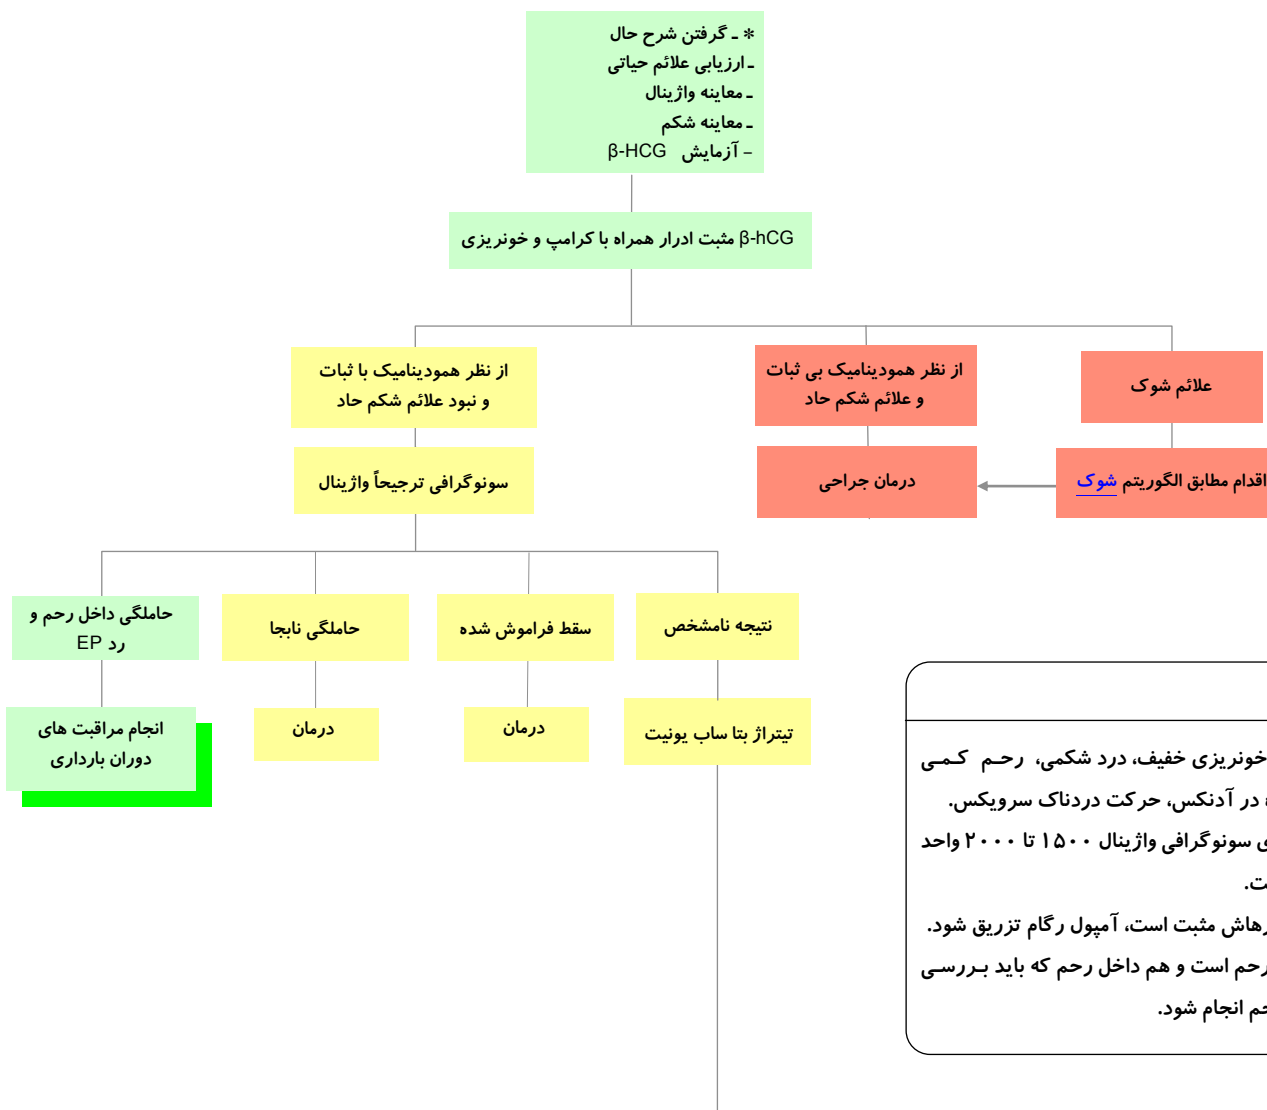 * ـ گرفتن شرح حال
ـ ارزیابی علائم حیاتی
ـ معاینه واژینال
ـ معاینه شکم
– آزمایش β-HCG
β-hCG مثبت ادرار همراه با کرامپ و خونریزی
علائم شوک
از نظر همودینامیک بی ثبات
و علائم شکم حاد
از نظر همودینامیک با ثبات
و نبود علائم شکم حاد
اقدام مطابق الگوریتم شوک
درمان جراحی
سونوگرافی ترجیحاً واژینال
نتیجه نامشخص
سقط فراموش شده
حاملگی نابجا
حاملگی داخل رحم و
رد EP
تیتراژ بتا ساب یونیت
درمان
درمان
انجام مراقبت های
دوران بارداری
خونریزی خفیف، درد شکمی، رحم کمی
در آدنکس، حرکت دردناک سرویکس.
سونوگرافی واژینال ۱۵۰۰ تا ۲۰۰۰ واحد
مثبت است، آمپول رگام تزریق شود.
رحم است و هم داخل رحم که باید بررسی
انجام شود.